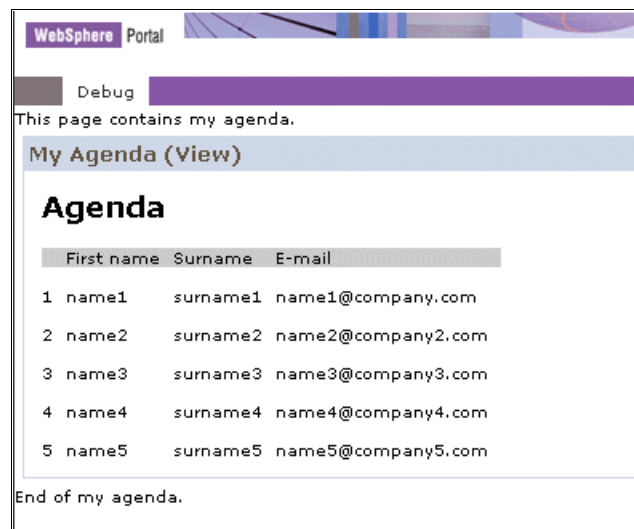 WebSphere Portal
Debug
This page contains my agenda.
My Agenda (View)
Agenda
First name Surname E-mail
1 name1 surname1 name1@company.com
2 name2 surname2 name2@company2.com
3 name3 surname3 name3@company3.com
4 name4 surname4 name4@company4.com
5 name5 surname5 name5@company5.com
End of my agenda.